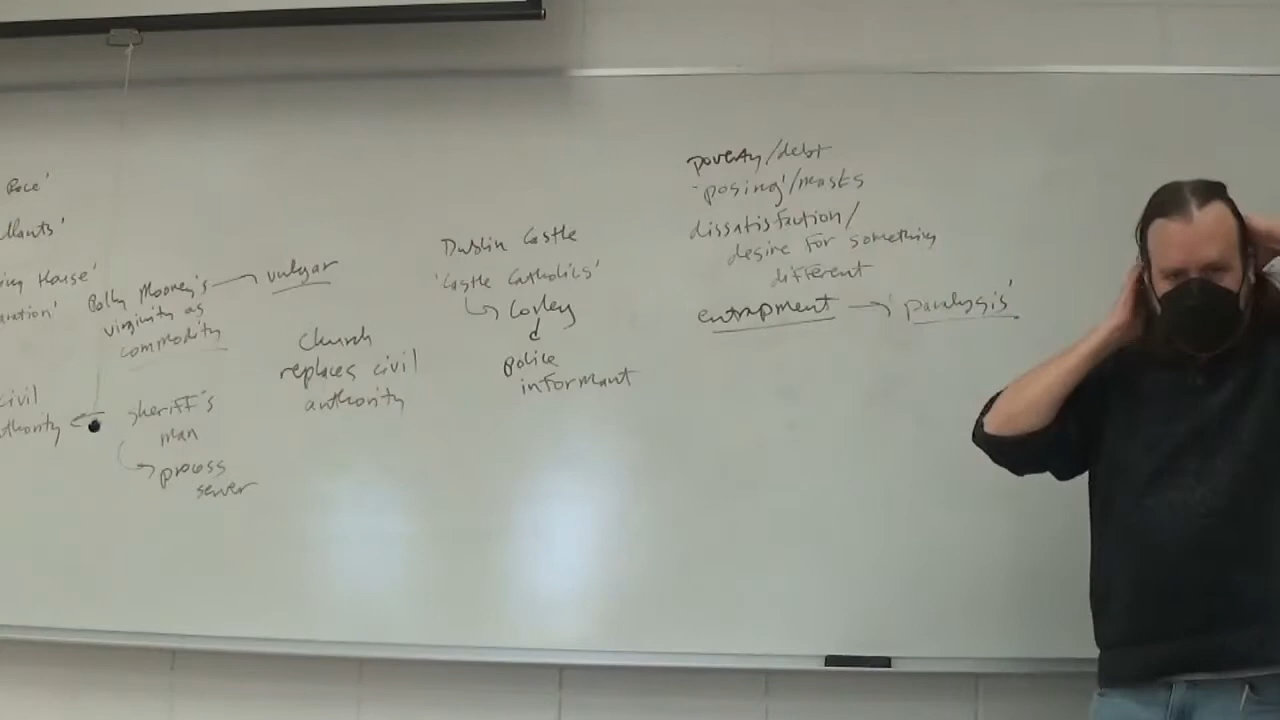 Race'
llants'
ing House'
aration'
civil
authority
Polly Mooney's
virginity as
commodity
vulgar
sheriff's
man
process
server
Church
replaces civil
authority
Dublin Castle
'Castle Catholics'
Corley
&
police
informant
poverty/debt
'posing'/masks
dissatisfaction/
desire for something
different
entrapment → 'paralysis'